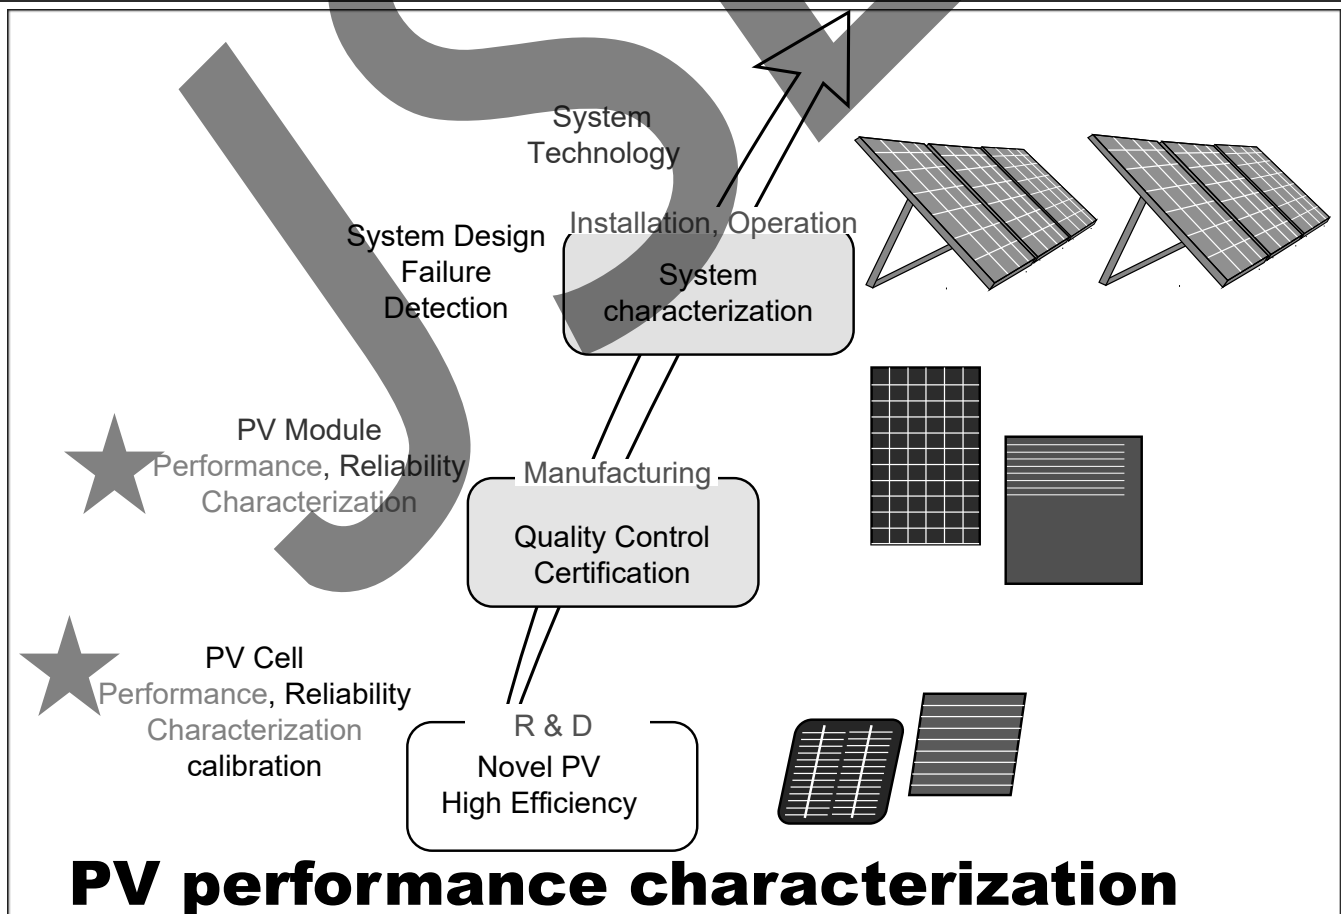 System
Technology
Installation, Operation
System Design
Failure
Detection
System
characterization
PV Module
Performance, Reliability
Characterization
Manufacturing
Quality Control
Certification
PV Cell
Performance, Reliability
Characterization
calibration
R & D
Novel PV
High Efficiency
PV performance characterization